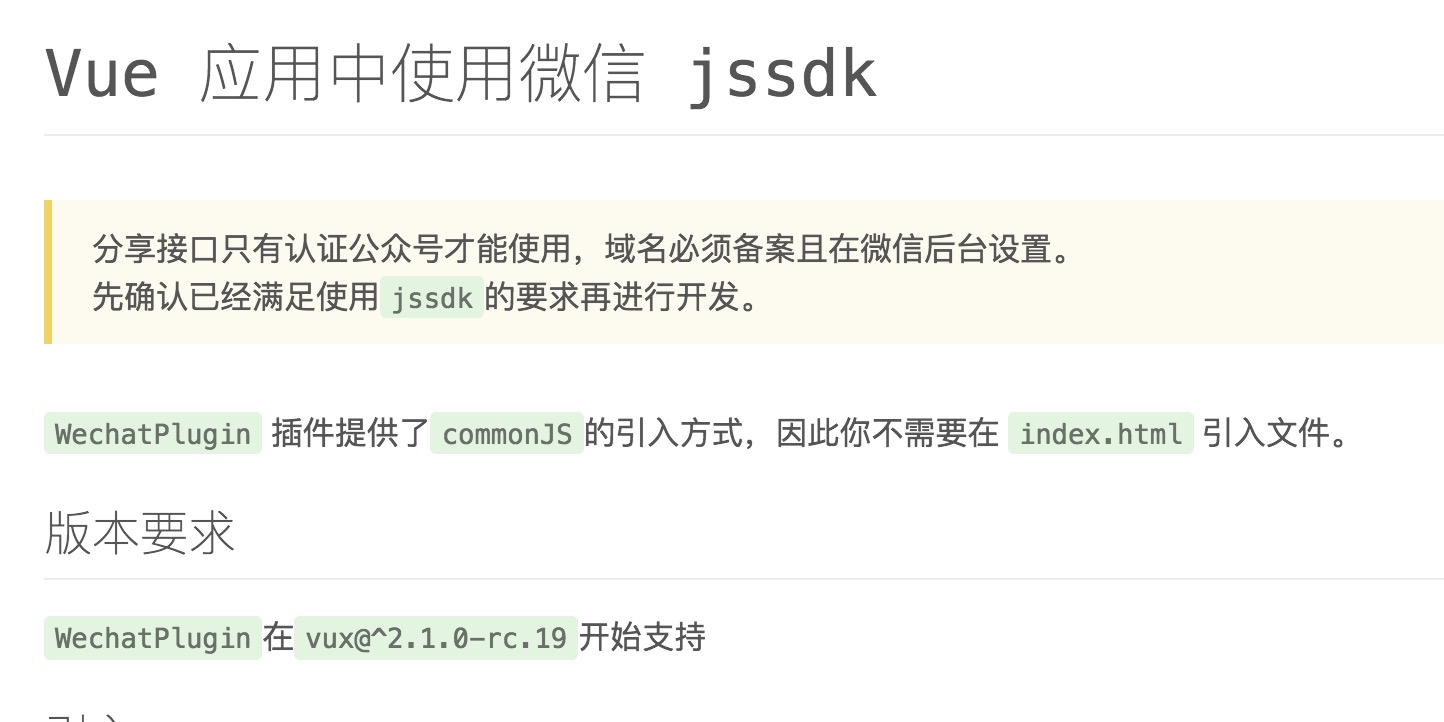 Vue 应用中使用微信 jssdk
分享接口只有认证公众号才能使用，域名必须备案且在微信后台设置。
先确认已经满足使用 jssdk 的要求再进行开发。
WechatPlugin 插件提供了 commonJS 的引入方式，因此你不需要在 index.html 引入文件。
版本要求
WechatPlugin 在 vux@^2.1.0-rc.19 开始支持